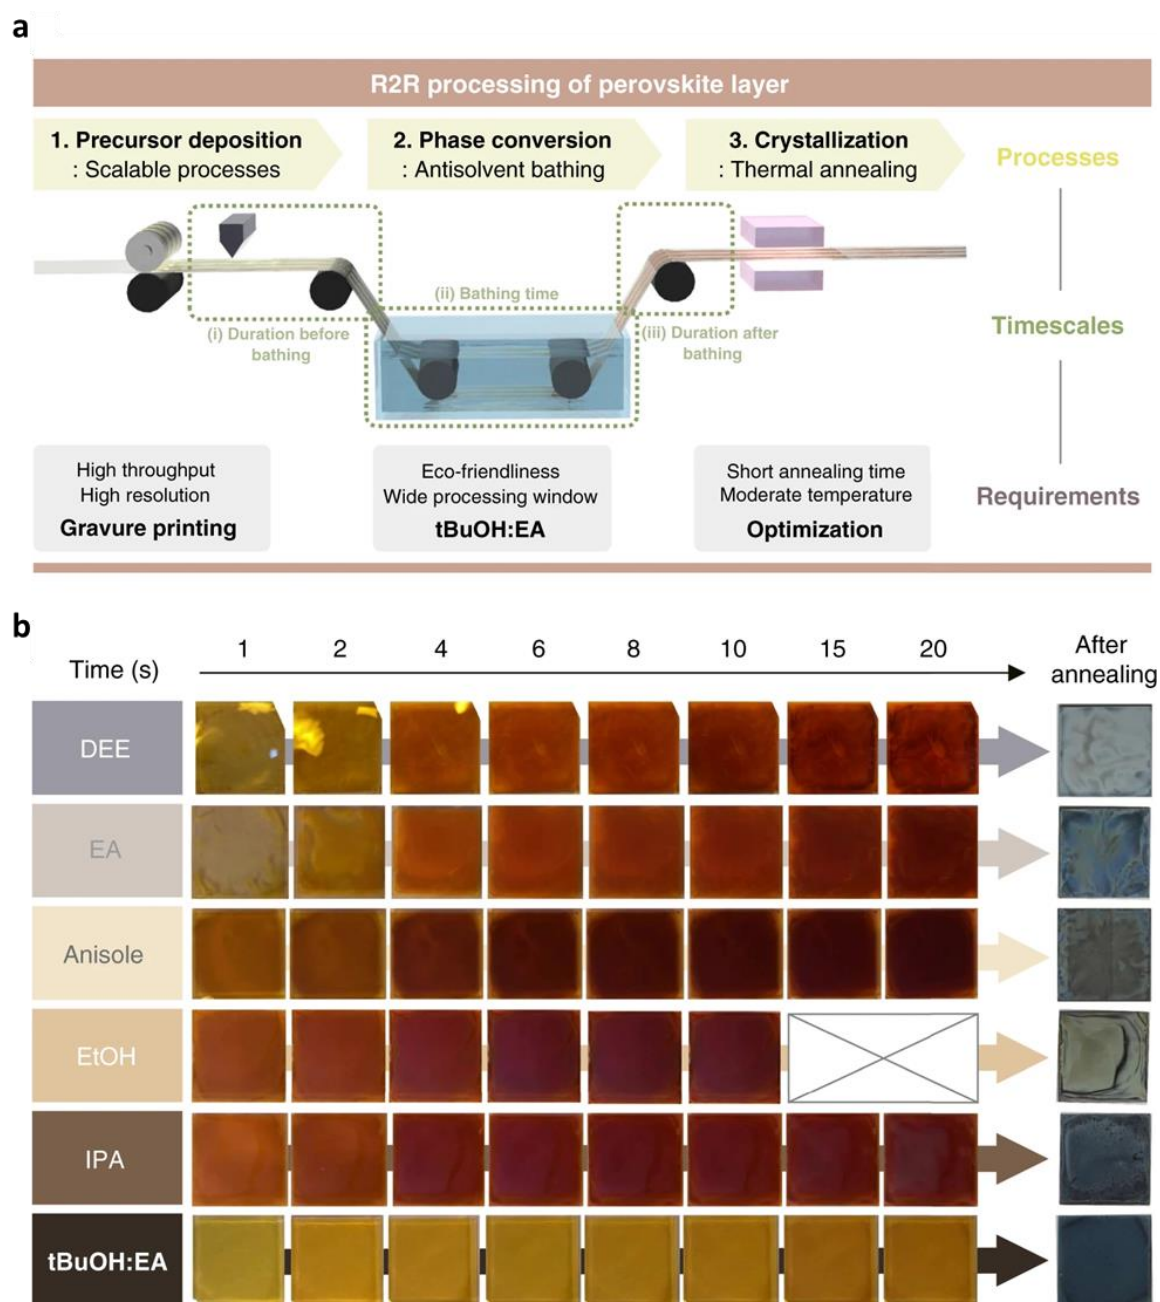 a
R2R processing of perovskite layer
1. Precursor deposition
: Scalable processes
2. Phase conversion
: Antisolvent bathing
3. Crystallization
: Thermal annealing
Processes
(i) Duration before
bathing
(ii) Bathing time
(iii) Duration after
bathing
Timescales
High throughput
High resolution
Gravure printing
Eco-friendliness
Wide processing window
tBuOH:EA
Short annealing time
Moderate temperature
Optimization
Requirements
b
Time (s)
1 2 4 6 8 10 15 20
After
annealing
DEE
EA
Anisole
EtOH
IPA
tBuOH:EA